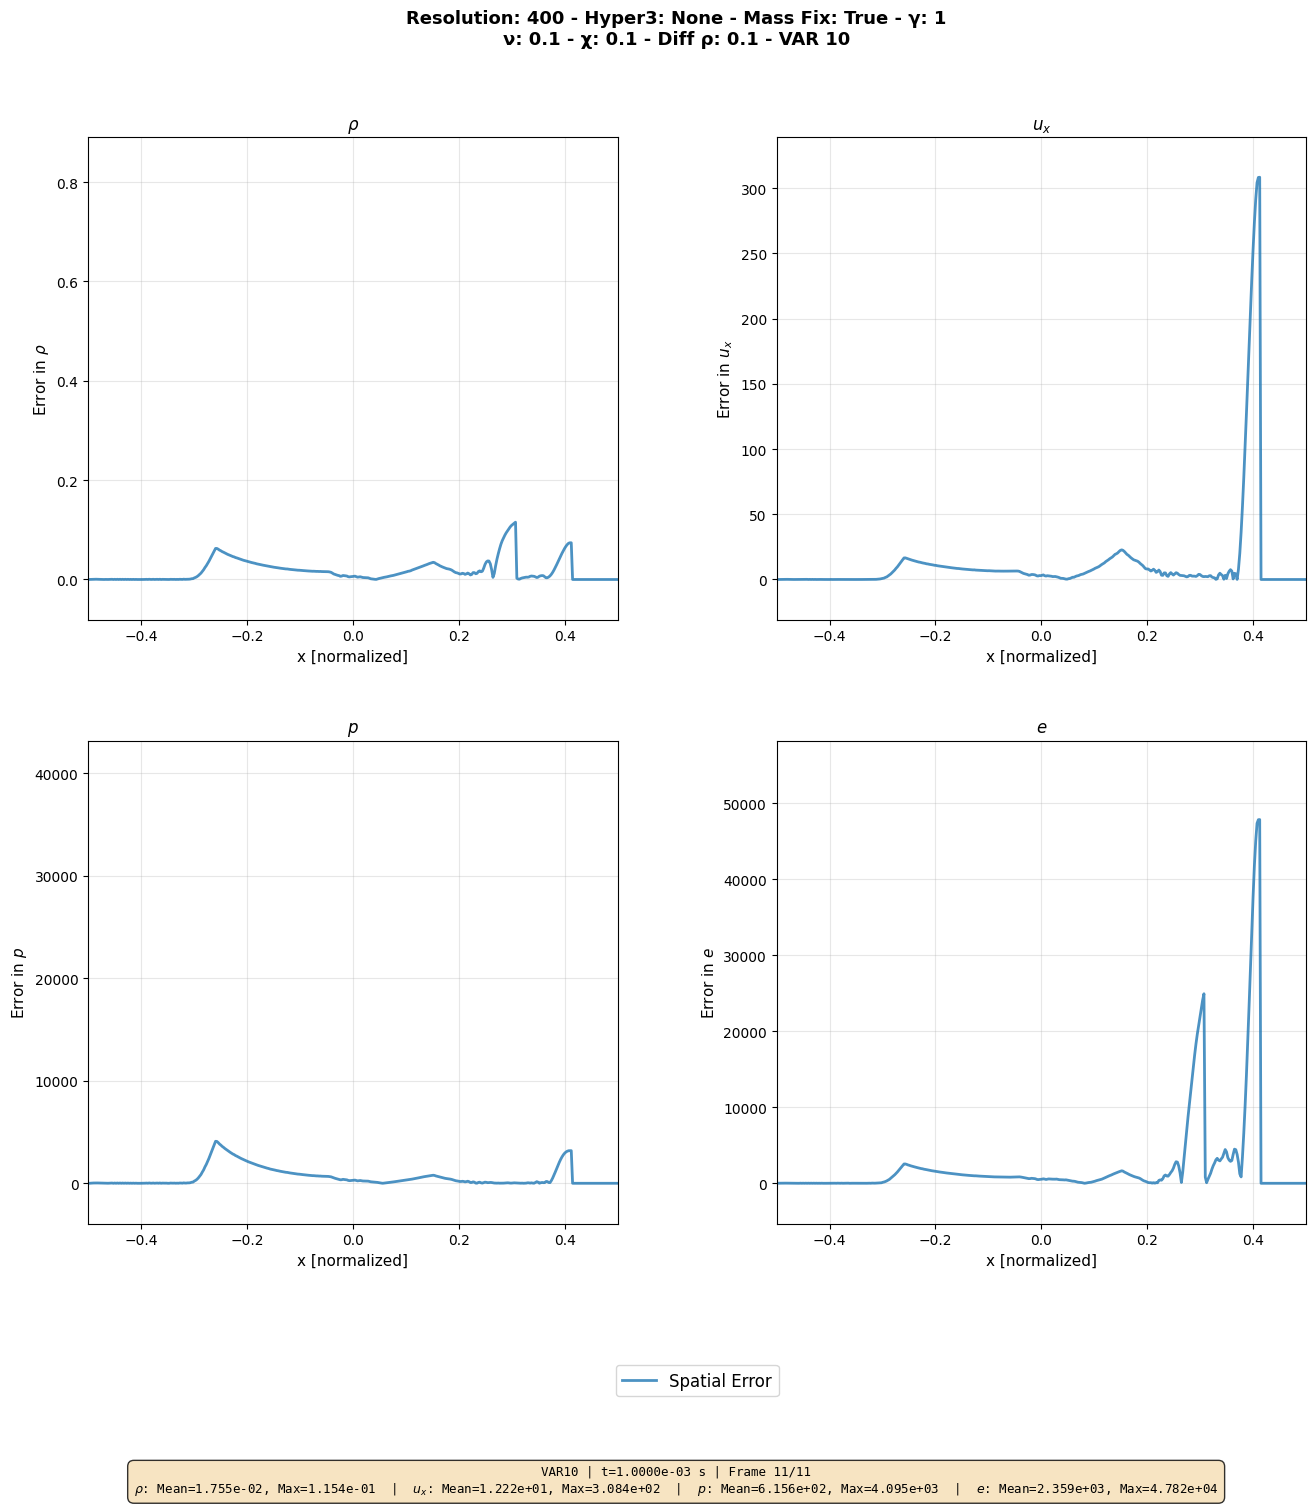 Resolution: 400 - Hyper3: None - Mass Fix: True - γ: 1
ν: 0.1 - χ: 0.1 - Diff ρ: 0.1 - VAR 10
ρ
0.8
0.6
0.4
0.2
0.0
Error in ρ
−0.4 −0.2 0.0 0.2 0.4
x [normalized]
u_x
300
250
200
150
100
50
0
Error in u_x
−0.4 −0.2 0.0 0.2 0.4
x [normalized]
p
40000
30000
20000
10000
0
Error in p
−0.4 −0.2 0.0 0.2 0.4
x [normalized]
e
50000
40000
30000
20000
10000
0
Error in e
−0.4 −0.2 0.0 0.2 0.4
x [normalized]
Spatial Error
VAR10 | t=1.0000e-03 s | Frame 11/11
ρ: Mean=1.755e-02, Max=1.154e-01 | u_x: Mean=1.222e+01, Max=3.084e+02 | p: Mean=6.156e+02, Max=4.095e+03 | e: Mean=2.359e+03, Max=4.782e+04